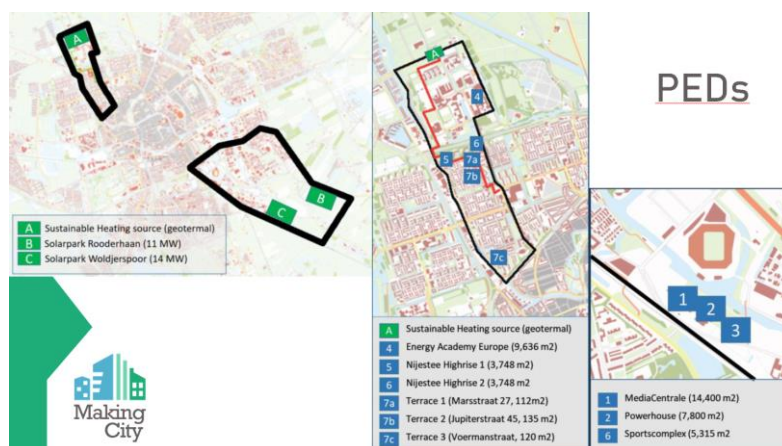 PEDs
A
B
C
A Sustainable Heating source (geotermal)
B Solarpark Rooderhaan (11 MW)
C Solarpark Woldjerspoor (14 MW)
A
4
6
5 7a
7b
7c
A Sustainable Heating source (geotermal)
4 Energy Academy Europe (9,636 m2)
5 Nijestee Highrise 1 (3,748 m2)
6 Nijestee Highrise 2 (3,748 m2
7a Terrace 1 (Marsstraat 27, 112m2)
7b Terrace 2 (Jupiterstraat 45, 135 m2)
7c Terrace 3 (Voermanstraat, 120 m2)
1
2
3
1 MediaCentrale (14,400 m2)
2 Powerhouse (7,800 m2)
6 Sportscomplex (5,315 m2
Making
City